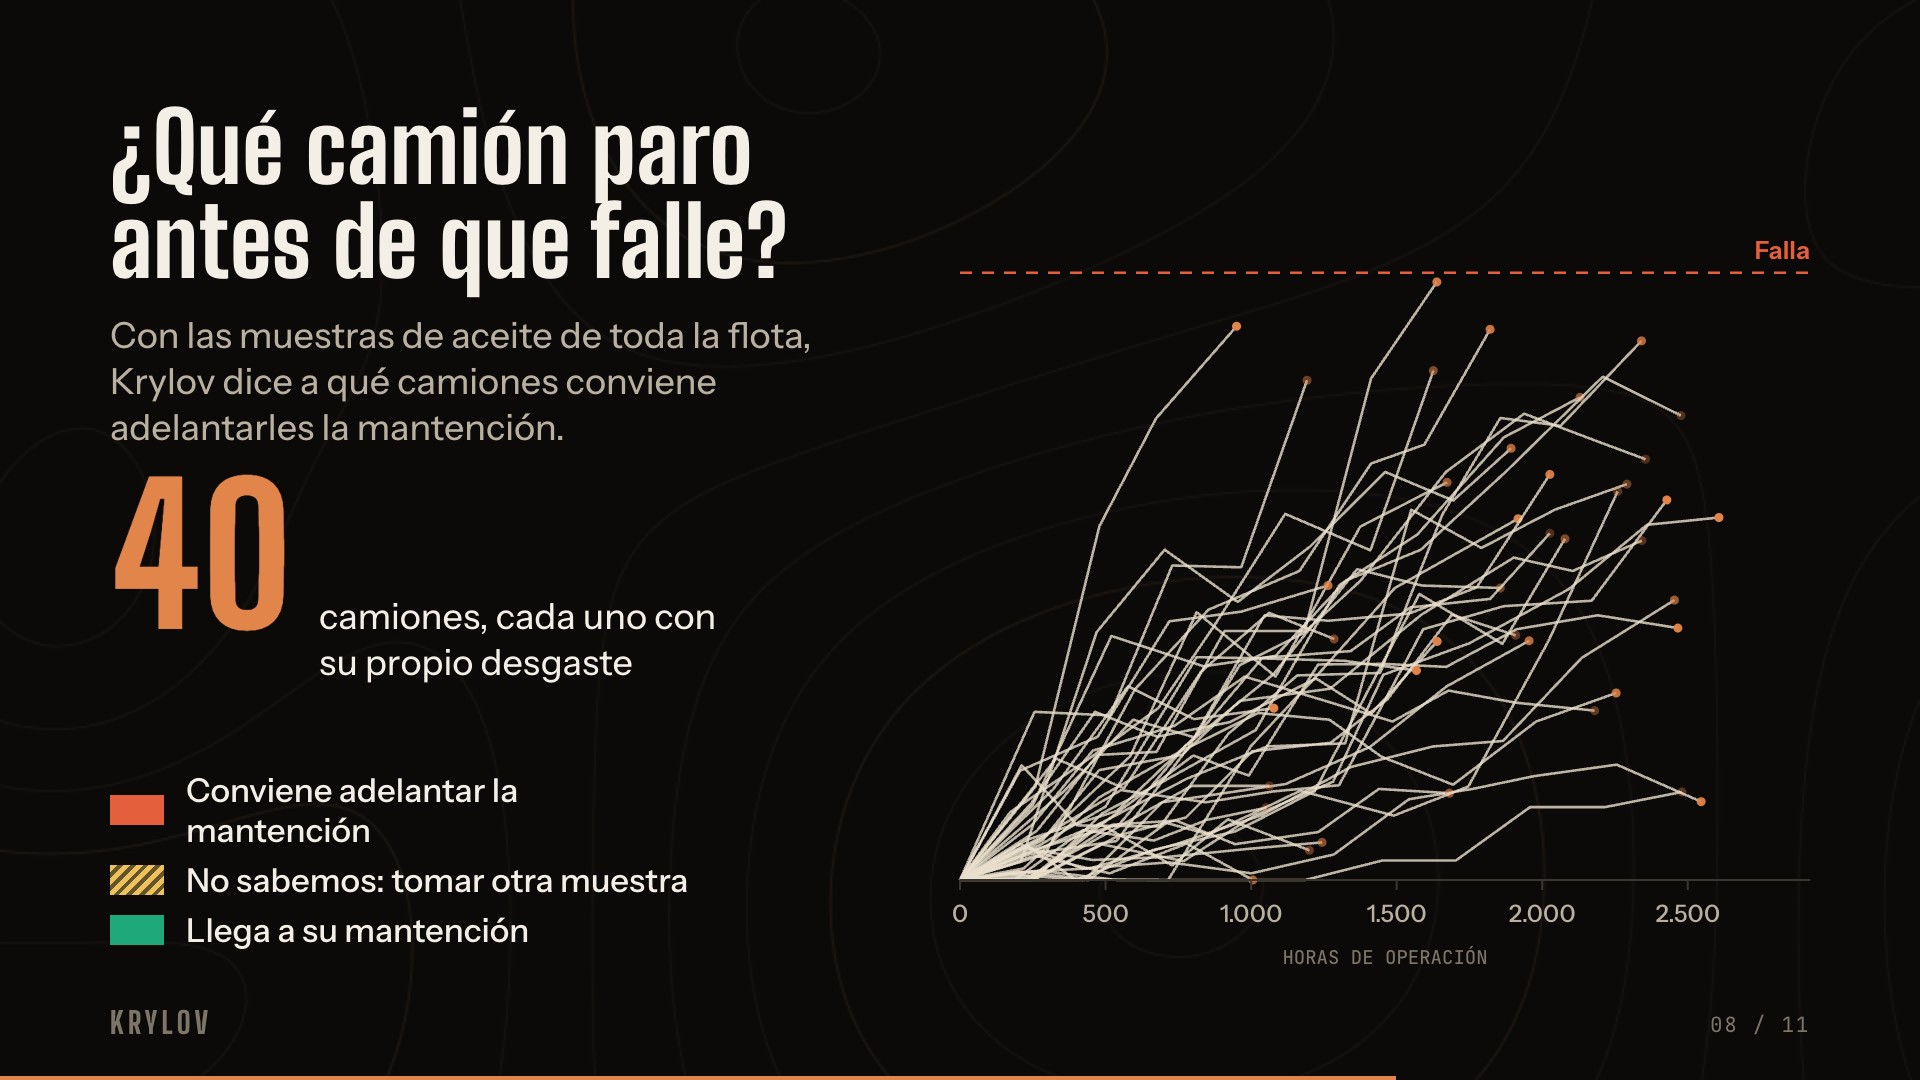 ¿Qué camión paro
antes de que falle?
Con las muestras de aceite de toda la flota,
Krylov dice a qué camiones conviene
adelantarles la mantención.
40
camiones, cada uno con
su propio desgaste
Conviene adelantar la
mantención
No sabemos: tomar otra muestra
Llega a su mantención
Falla
0 500 1.000 1.500 2.000 2.500
HORAS DE OPERACIÓN
KRYLOV
08 / 11